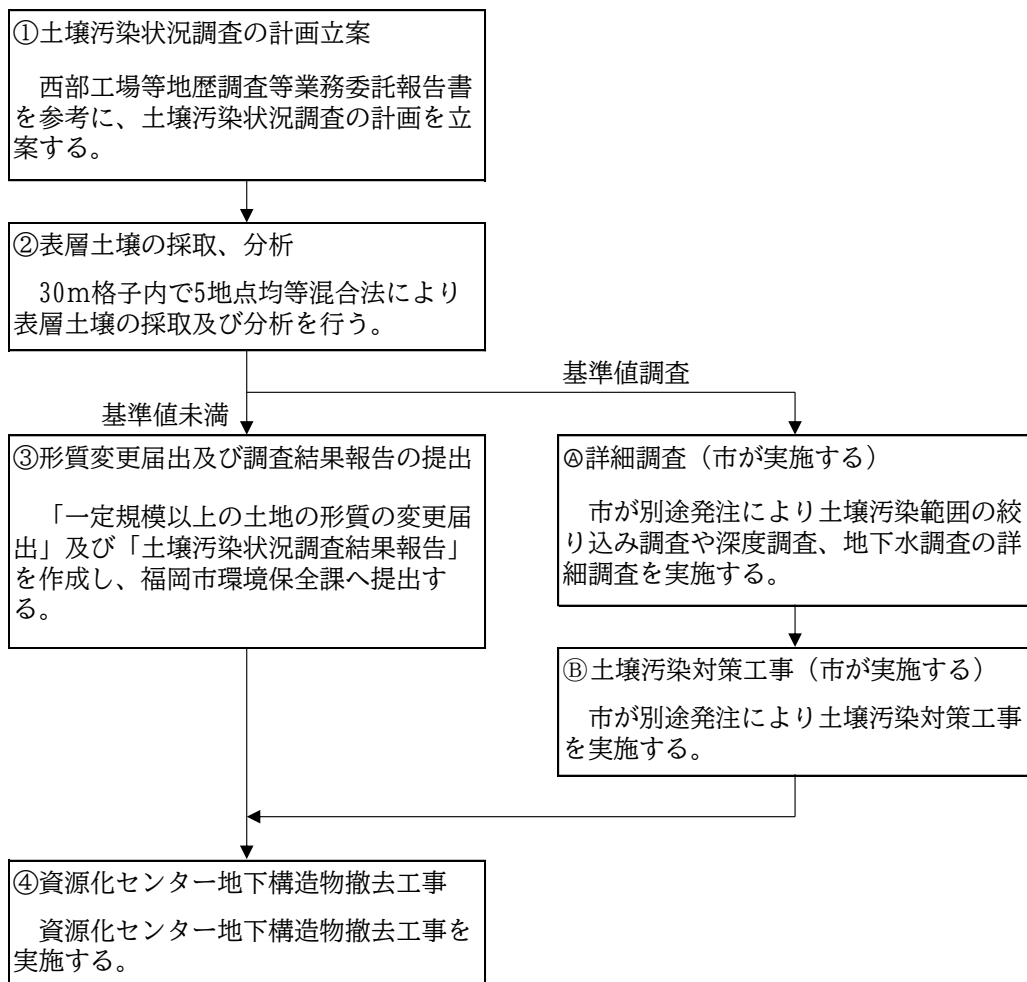 ①土壌汚染状況調査の計画立案
西部工場等地歴調査等業務委託報告書
を参考に、土壌汚染状況調査の計画を立
案する。
②表層土壌の採取、分析
30m格子内で5地点均等混合法により
表層土壌の採取及び分析を行う。
基準値調査
基準値未満
③形質変更届出及び調査結果報告の提出
「一定規模以上の土地の形質の変更届
出」及び「土壌汚染状況調査結果報告」
を作成し、福岡市環境保全課へ提出す
る。
Ⓐ詳細調査（市が実施する）
市が別途発注により土壌汚染範囲の絞
り込み調査や深度調査、地下水調査の詳
細調査を実施する。
Ⓑ土壌汚染対策工事（市が実施する）
市が別途発注により土壌汚染対策工事
を実施する。
④資源化センター地下構造物撤去工事
資源化センター地下構造物撤去工事を
実施する。